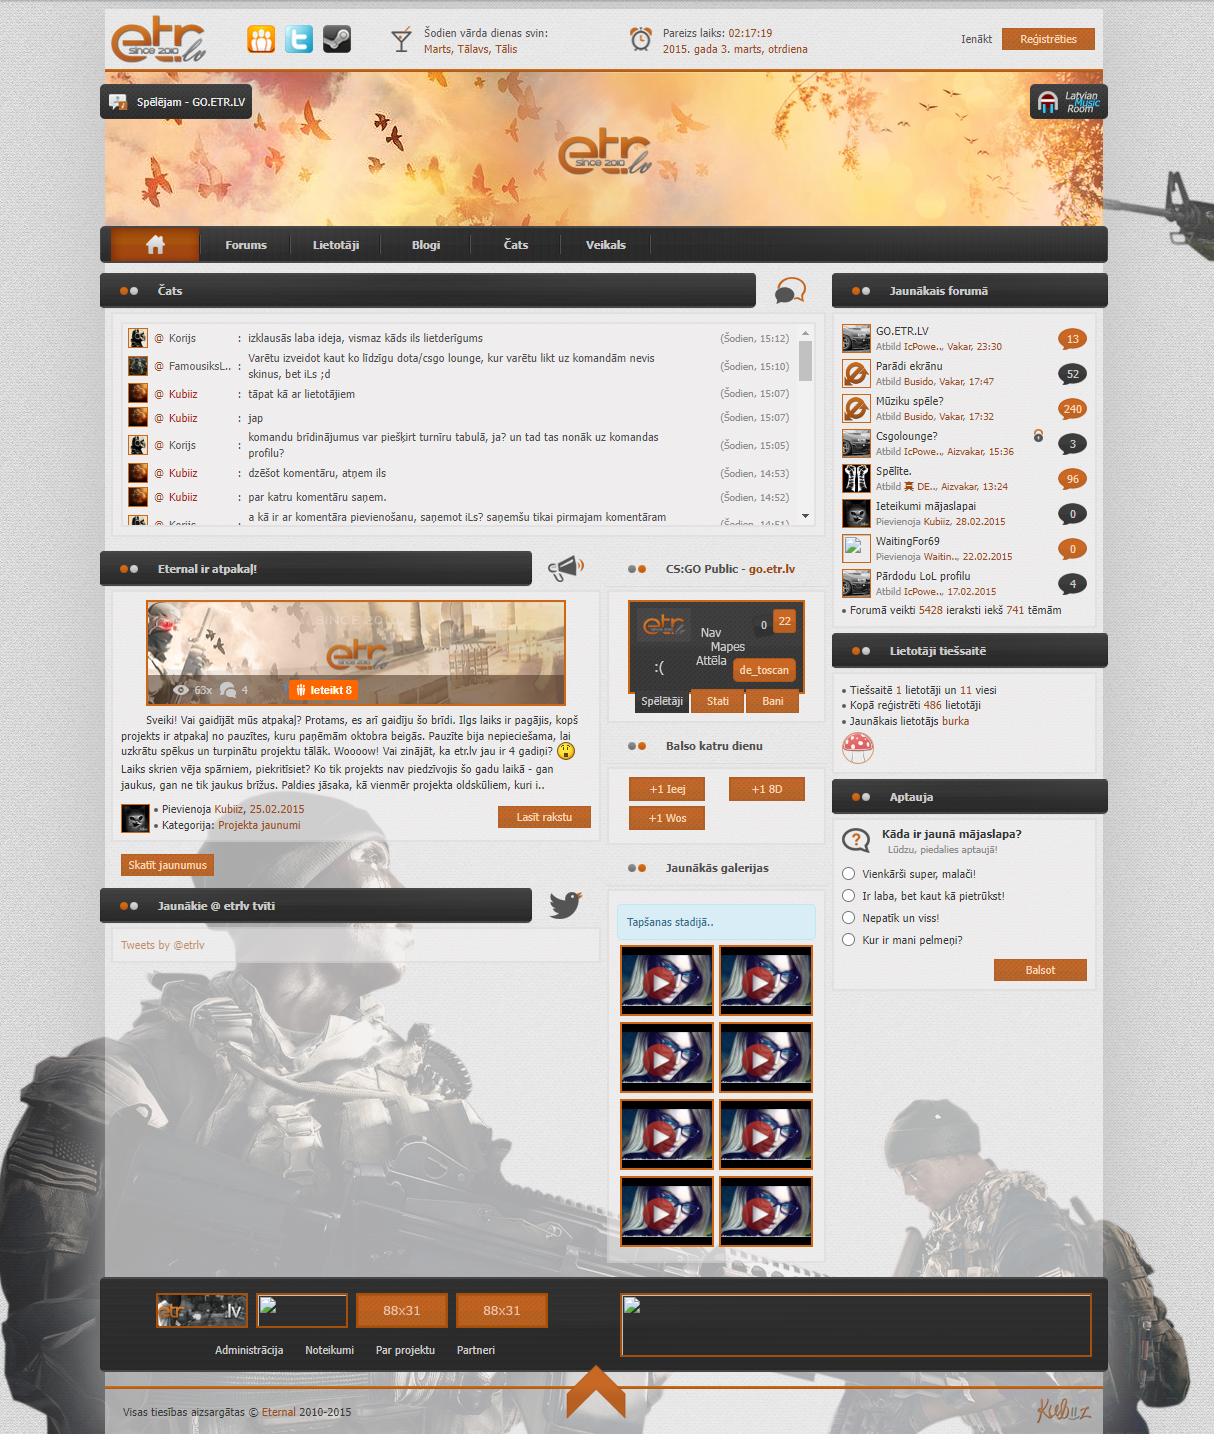 etr.lv
since 2010
Šodien vārda dienas svin:
Marts, Tālavs, Tālis
Pareizs laiks: 02:17:19
2015. gada 3. marts, otrdiena
Ienākt
Reģistrēties
Spēlējam - GO.ETR.LV
Latvian
Music
Room
etr.lv
since 2010
Forums
Lietotāji
Blogi
Čats
Veikals
Čats
@ Korijs : izklausās laba ideja, vismaz kāds ils lietderīgums (Šodien, 15:12)
@ FamousiksL.. : Varētu izveidot kaut ko līdzīgu dota/csgo lounge, kur varētu likt uz komandām nevis (Šodien, 15:10)
skinus, bet iLs ;d
@ Kubiiz : tāpat kā ar lietotājiem (Šodien, 15:07)
@ Kubiiz : jap (Šodien, 15:07)
@ Korijs : komandu brīdinājumus var piešķirt turnīru tabulā, ja? un tad tas nonāk uz komandas (Šodien, 15:05)
profilu?
@ Kubiiz : dzēšot komentāru, atņem ils (Šodien, 14:53)
@ Kubiiz : par katru komentāru saņem. (Šodien, 14:52)
@ Korijs : a kā ir ar komentāra pievienošanu, saņemot iLs? saņemšu tikai pirmajam komentāram (Šodien, 14:51)
Jaunākais forumā
GO.ETR.LV
Atbild IcPowe.., Vakar, 23:30
13
Parādi ekrānu
Atbild Busido, Vakar, 17:47
52
Mūziku spēle?
Atbild Busido, Vakar, 17:32
240
Csgolounge?
Atbild IcPowe.., Aizvakar, 15:36
3
Spēlīte.
Atbild 真 DE.., Aizvakar, 13:24
96
Ieteikumi mājaslapai
Pievienoja Kubiiz, 28.02.2015
0
WaitingFor69
Pievienoja Waitin.., 22.02.2015
0
Pārdodu LoL profilu
Atbild IcPowe.., 17.02.2015
4
Forumā veikti 5428 ieraksti iekš 741 tēmām
Lietotāji tiešsaitē
Tiešsaitē 1 lietotāji un 11 viesi
Kopā reģistrēti 486 lietotāji
Jaunākais lietotājs burka
Aptauja
Kāda ir jaunā mājaslapa?
Lūdzu, piedalies aptaujā!
Vienkārši super, malači!
Ir laba, bet kaut kā pietrūkst!
Nepatīk un viss!
Kur ir mani pelmeņi?
Balsot
Eternal ir atpakaļ!
SINCE 2010
etr.lv
63x
4
Ieteikt 8
Sveiki! Vai gaidījāt mūs atpakaļ? Protams, es arī gaidīju šo brīdi. Ilgs laiks ir pagājis, kopš
projekts ir atpakaļ no pauzītes, kuru paņēmām oktobra beigās. Pauzīte bija nepieciešama, lai
uzkrātu spēkus un turpinātu projektu tālāk. Woooow! Vai zinājāt, ka etr.lv jau ir 4 gadiņi?
Laiks skrien vēja spārniem, piekritīsiet? Ko tik projekts nav piedzīvojis šo gadu laikā - gan
jaukus, gan ne tik jaukus brīžus. Paldies jāsaka, kā vienmēr projekta oldskūliem, kuri i..
Pievienoja Kubiiz, 25.02.2015
Kategorija: Projekta jaunumi
Lasīt rakstu
Skatīt jaunumus
Jaunākie @ etrlv tvīti
Tweets by @etrlv
CS:GO Public - go.etr.lv
etr.lv
Nav
Mapes
Attēla
:(
0
22
de_toscan
Spēlētāji
Stati
Bani
Balso katru dienu
+1 Ieej
+1 8D
+1 Wos
Jaunākās galerijas
Tapšanas stadijā..
etr .lv
88x31
88x31
Administrācija
Noteikumi
Par projektu
Partneri
Visas tiesības aizsargātas © Eternal 2010-2015
Kubiiz